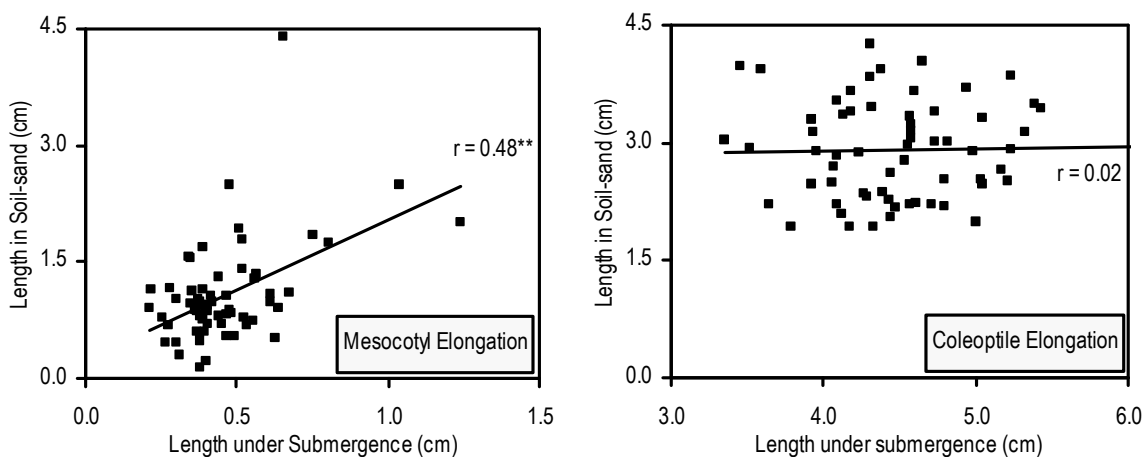 4.5
3.0
1.5
0.0
Length in Soil-sand (cm)
r = 0.48**
Mesocotyl Elongation
0.0 0.5 1.0 1.5
Length under Submergence (cm)
4.5
3.0
1.5
0.0
Length in Soil-sand (cm)
r = 0.02
Coleoptile Elongation
3.0 4.0 5.0 6.0
Length under submergence (cm)